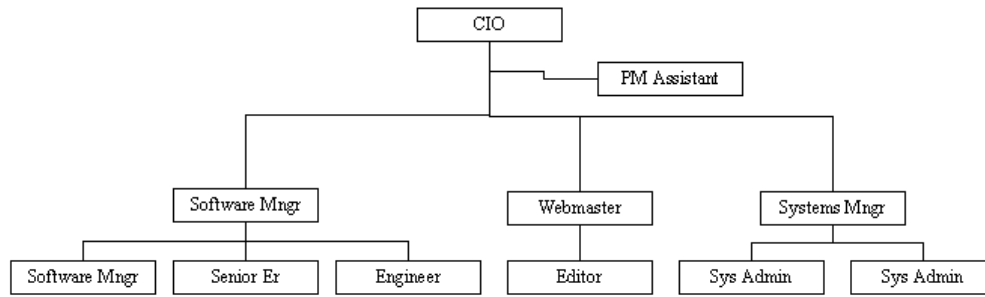 CIO
PM Assistant
Software Mngr
Webmaster
Systems Mngr
Software Mngr
Senior Er
Engineer
Editor
Sys Admin
Sys Admin